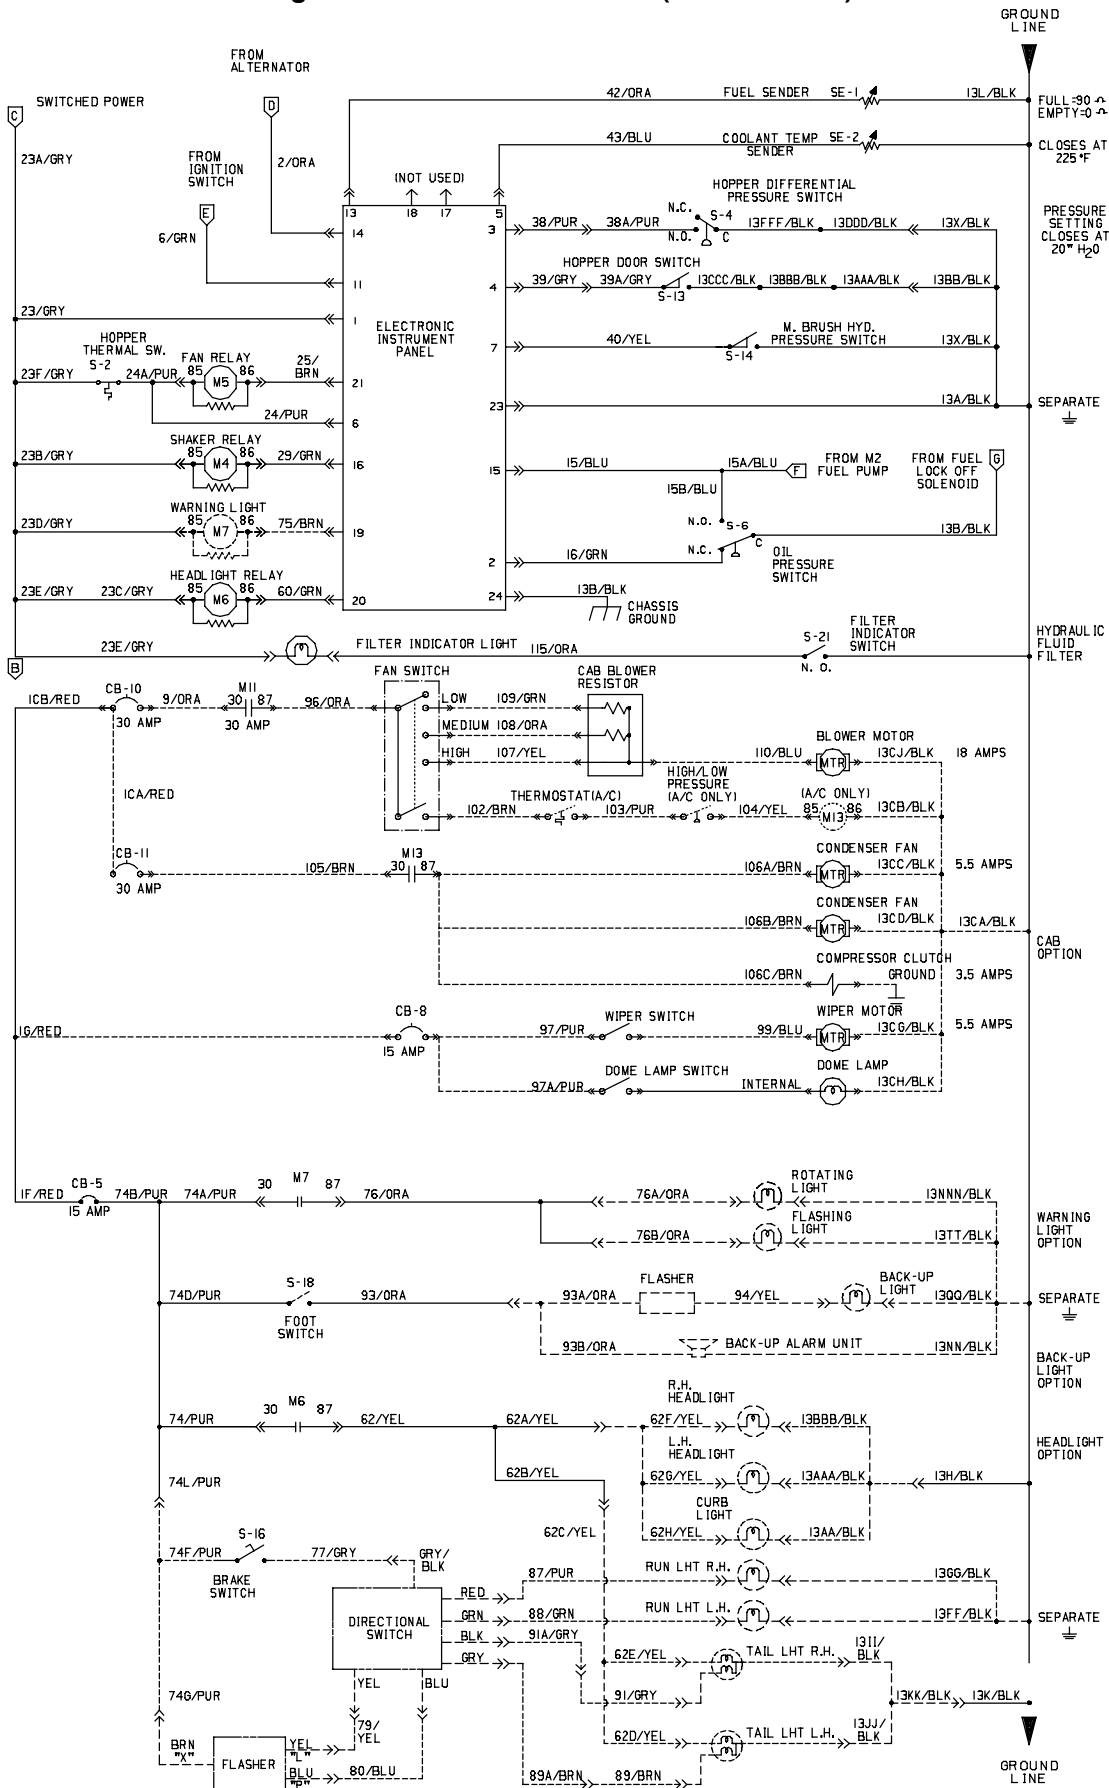 GROUND
LINE
FROM
ALTERNATOR
42/ORA
FUEL SENDER
SE-1
13L/BLK
FULL=90 Ω
EMPTY=0 Ω
C
SWITCHED POWER
D
43/BLU
COOLANT TEMP
SENDER
SE-2
CLOSES AT
225°F
23A/GRY
FROM
IGNITION
SWITCH
2/ORA
(NOT USED)
HOPPER DIFFERENTIAL
PRESSURE SWITCH
PRESSURE
SETTING
CLOSES AT
20" H2O
E
6/GRN
13
18
17
5
14
3
38/PUR
38A/PUR
N.C.
N.O.
S-4
C
13FFF/BLK
13DDD/BLK
13X/BLK
HOPPER DOOR SWITCH
11
4
39/GRY
39A/GRY
S-13
13CCC/BLK
13BBB/BLK
13AAA/BLK
13BB/BLK
23/GRY
1
ELECTRONIC
INSTRUMENT
PANEL
7
40/YEL
S-14
M. BRUSH HYD.
PRESSURE SWITCH
13X/BLK
HOPPER
THERMAL SW.
S-2
23F/GRY
24A/PUR
FAN RELAY
85
M5
86
25/
BRN
21
24/PUR
6
23
13A/BLK
SEPARATE
SHAKER RELAY
23B/GRY
85
M4
86
29/GRN
16
15
15/BLU
15A/BLU
F
FROM M2
FUEL PUMP
FROM FUEL
LOCK OFF
SOLENOID
G
15B/BLU
WARNING LIGHT
23D/GRY
85
M7
86
75/BRN
19
N.O.
S-6
N.C.
C
OIL
PRESSURE
SWITCH
13B/BLK
2
16/GRN
HEADLIGHT RELAY
23E/GRY
23C/GRY
85
M6
86
60/GRN
20
24
13B/BLK
CHASSIS
GROUND
23E/GRY
FILTER INDICATOR LIGHT
115/ORA
S-21
N. O.
FILTER
INDICATOR
SWITCH
HYDRAULIC
FLUID
FILTER
B
1CB/RED
CB-10
30 AMP
9/ORA
M11
30 87
30 AMP
96/ORA
FAN SWITCH
LOW
109/GRN
CAB BLOWER
RESISTOR
MEDIUM
108/ORA
HIGH
107/YEL
110/BLU
BLOWER MOTOR
MTR
13CJ/BLK
18 AMPS
1CA/RED
102/BRN
THERMOSTAT(A/C)
103/PUR
HIGH/LOW
PRESSURE
(A/C ONLY)
104/YEL
(A/C ONLY)
85
M13
86
13CB/BLK
CB-11
30 AMP
105/BRN
M13
30 87
106A/BRN
CONDENSER FAN
MTR
13CC/BLK
5.5 AMPS
106B/BRN
CONDENSER FAN
MTR
13CD/BLK
13CA/BLK
CAB
OPTION
106C/BRN
COMPRESSOR CLUTCH
GROUND
3.5 AMPS
1G/RED
CB-8
15 AMP
97/PUR
WIPER SWITCH
99/BLU
WIPER MOTOR
MTR
13CG/BLK
5.5 AMPS
97A/PUR
DOME LAMP SWITCH
INTERNAL
DOME LAMP
13CH/BLK
1F/RED
CB-5
15 AMP
74B/PUR
74A/PUR
30
M7
87
76/ORA
76A/ORA
ROTATING
LIGHT
13NNN/BLK
76B/ORA
FLASHING
LIGHT
13TT/BLK
WARNING
LIGHT
OPTION
74D/PUR
S-18
FOOT
SWITCH
93/ORA
93A/ORA
FLASHER
94/YEL
BACK-UP
LIGHT
13QQ/BLK
SEPARATE
93B/ORA
BACK-UP ALARM UNIT
13NN/BLK
BACK-UP
LIGHT
OPTION
74/PUR
30
M6
87
62/YEL
62A/YEL
62F/YEL
R.H.
HEADLIGHT
13BBB/BLK
HEADLIGHT
OPTION
74L/PUR
62B/YEL
62G/YEL
L.H.
HEADLIGHT
13AAA/BLK
13H/BLK
62C/YEL
62H/YEL
CURB
LIGHT
13AA/BLK
74F/PUR
S-16
BRAKE
SWITCH
77/GRY
GRY/
BLK
RED
87/PUR
RUN LHT R.H.
13GG/BLK
DIRECTIONAL
SWITCH
GRN
88/GRN
RUN LHT L.H.
13FF/BLK
SEPARATE
BLK
91A/GRY
GRY
62E/YEL
TAIL LHT R.H.
13II/
BLK
YEL
BLU
91/GRY
13KK/BLK
13K/BLK
74G/PUR
79/
YEL
62D/YEL
TAIL LHT L.H.
13JJ/
BLK
BRN
"X"
FLASHER
YEL
"L"
BLU
"P"
80/BLU
89A/BRN
89/BRN
GROUND
LINE